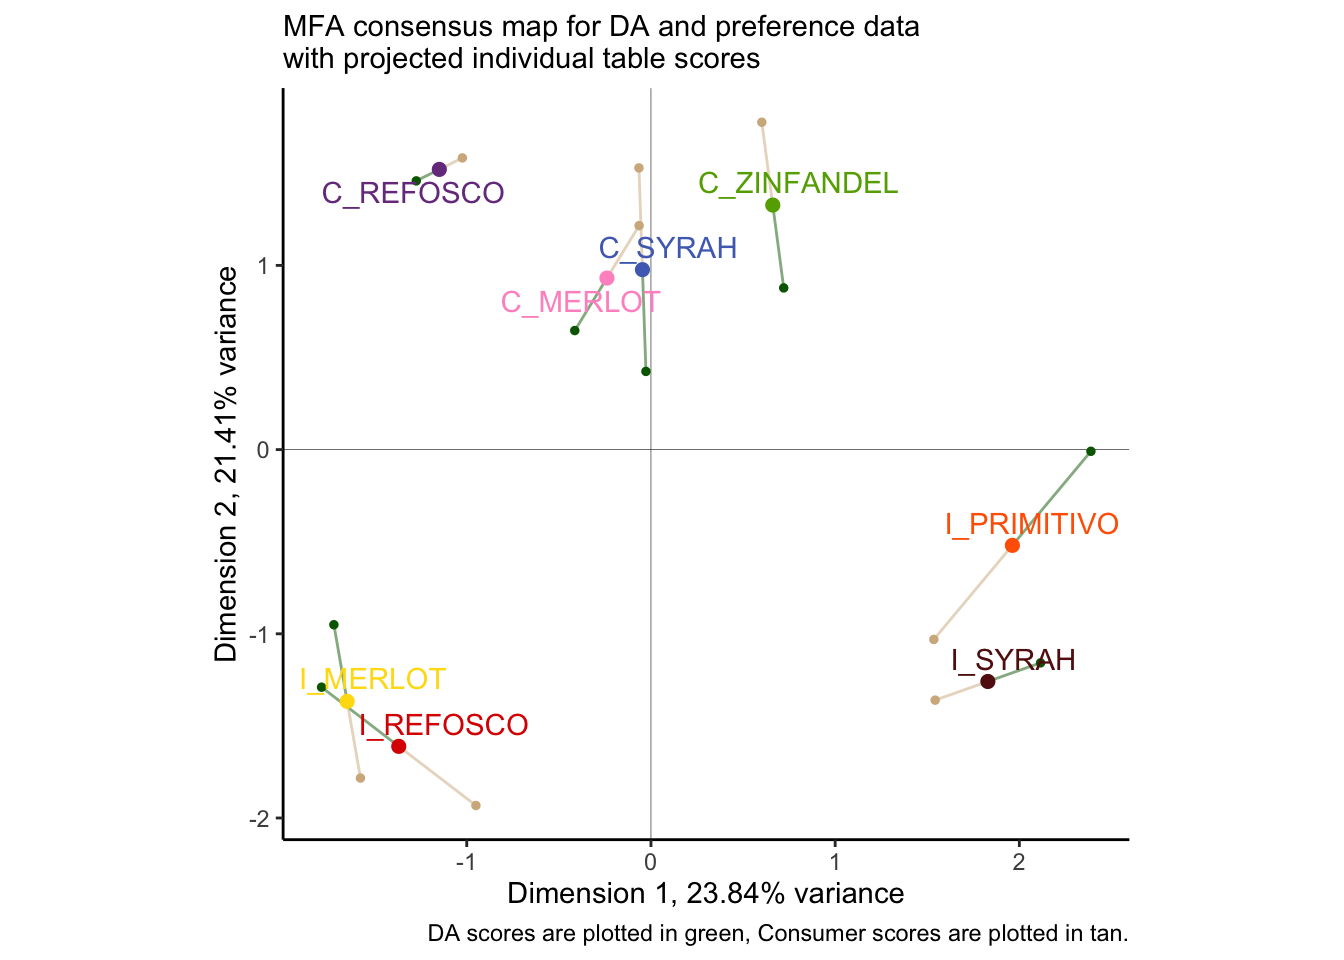 MFA consensus map for DA and preference data
with projected individual table scores
C_REFOSCO
C_ZINFANDEL
C_SYRAH
C_MERLOT
I_PRIMITIVO
I_SYRAH
I_MERLOT
I_REFOSCO
Dimension 2, 21.41% variance
1
0
-1
-2
-1
0
1
2
Dimension 1, 23.84% variance
DA scores are plotted in green, Consumer scores are plotted in tan.